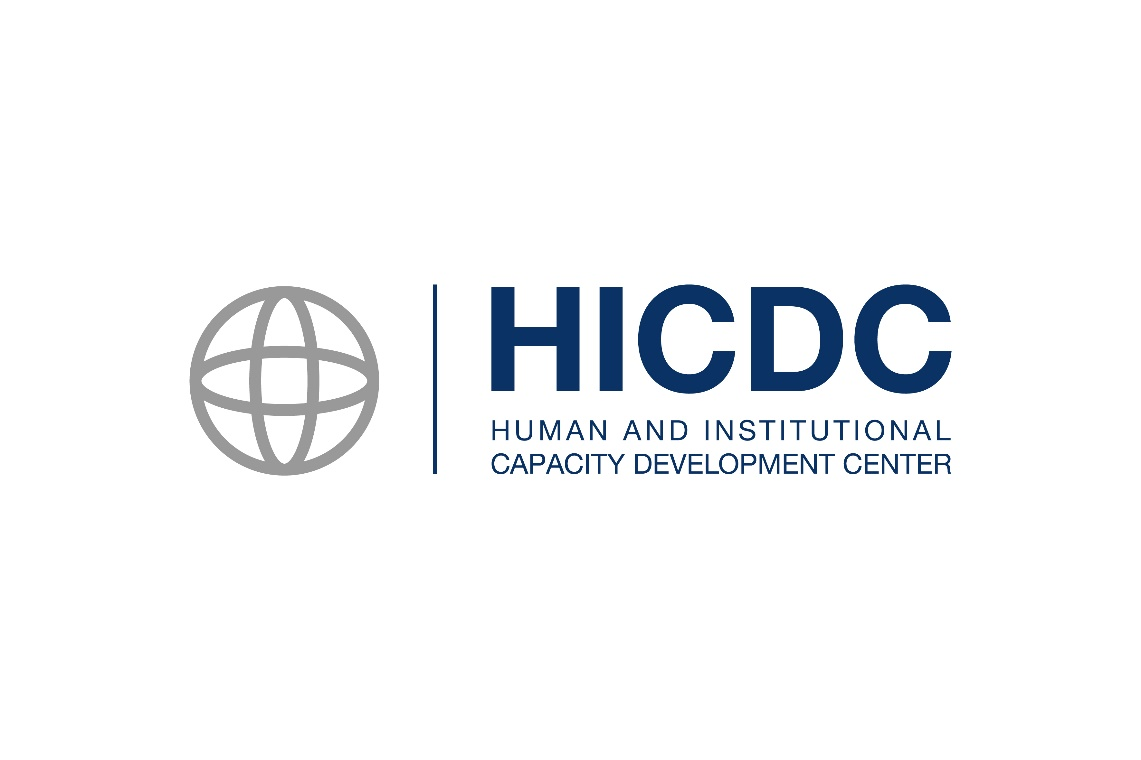 HICDC
HUMAN AND INSTITUTIONAL
CAPACITY DEVELOPMENT CENTER